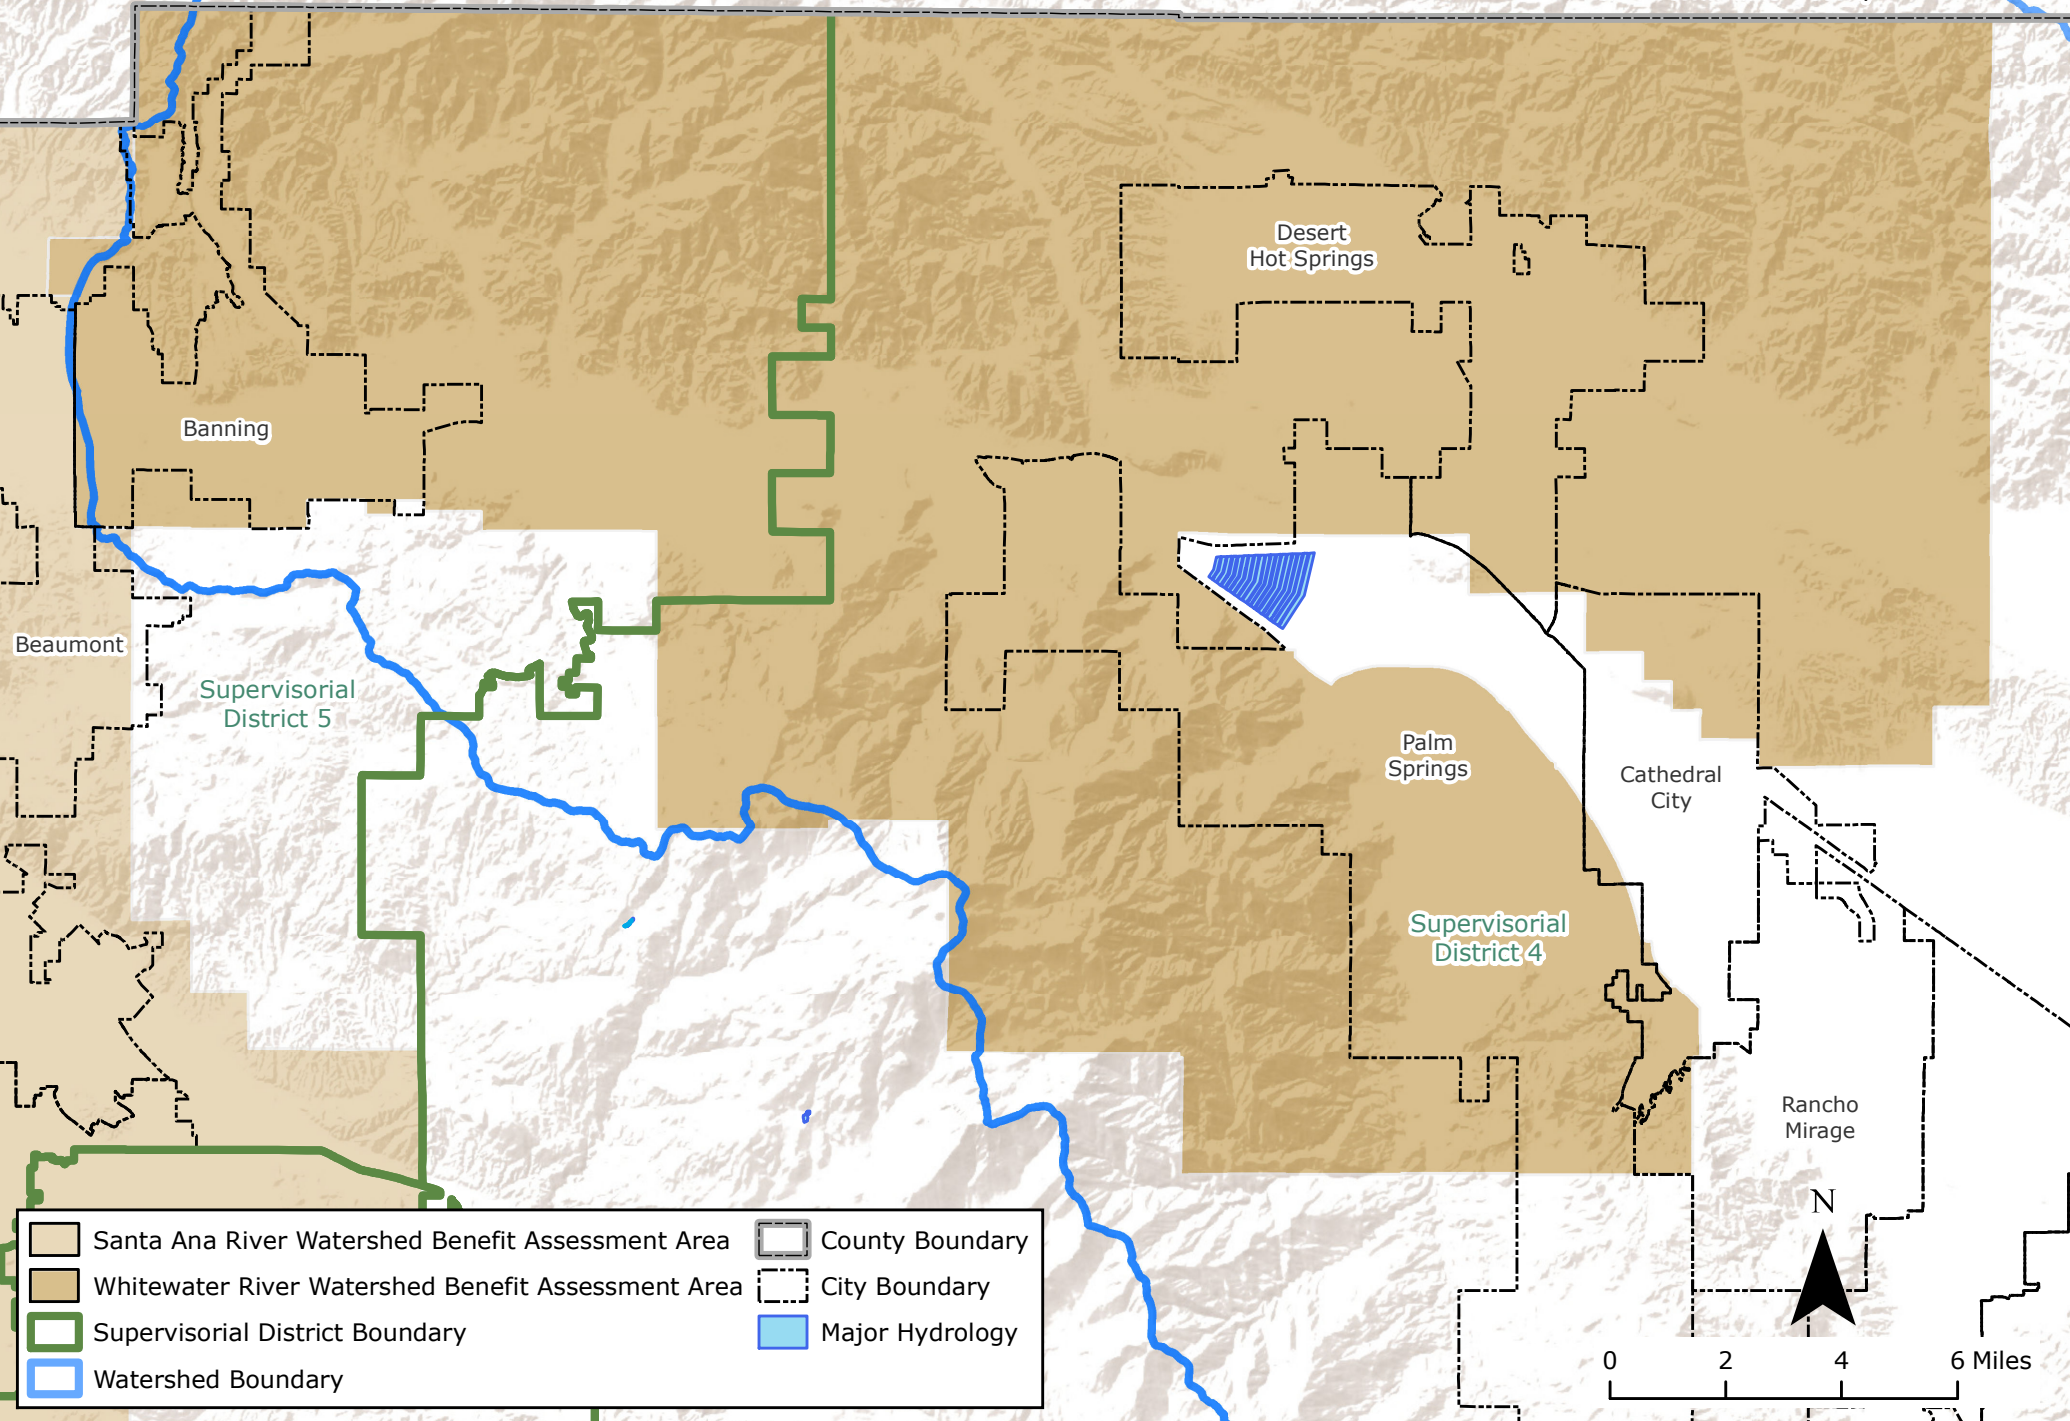 Desert
Hot Springs
Banning
Beaumont
Supervisorial
District 5
Palm
Springs
Cathedral
City
Supervisorial
District 4
Rancho
Mirage
N
0 2 4 6 Miles
Santa Ana River Watershed Benefit Assessment Area
Whitewater River Watershed Benefit Assessment Area
Supervisorial District Boundary
Watershed Boundary
County Boundary
City Boundary
Major Hydrology